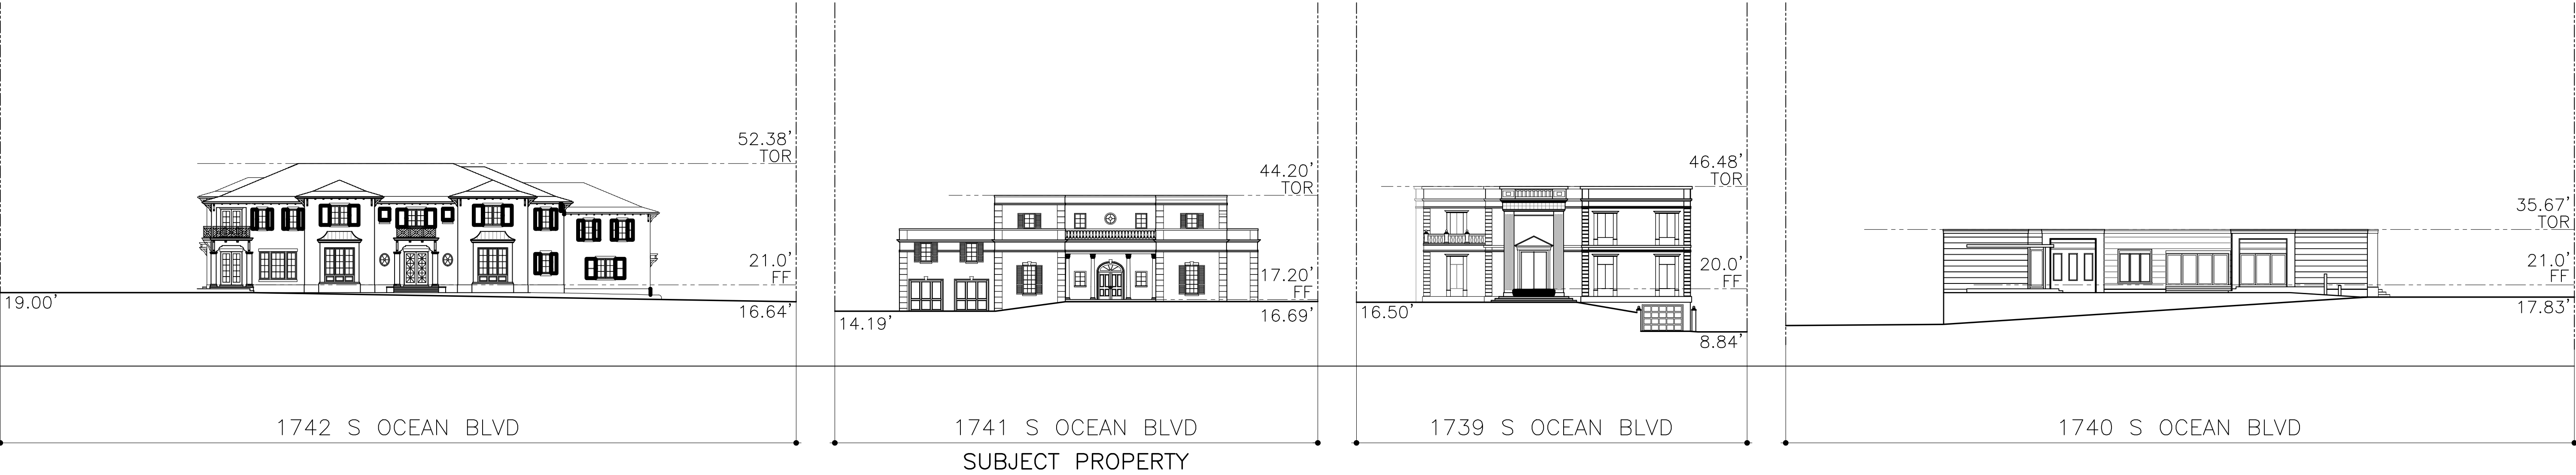 52.38'
TOR
21.0'
FF
19.00'
16.64'
1742 S OCEAN BLVD
44.20'
TOR
17.20'
FF
14.19'
16.69'
1741 S OCEAN BLVD
SUBJECT PROPERTY
46.48'
TOR
20.0'
FF
16.50'
8.84'
1739 S OCEAN BLVD
35.67'
TOR
21.0'
FF
17.83'
1740 S OCEAN BLVD